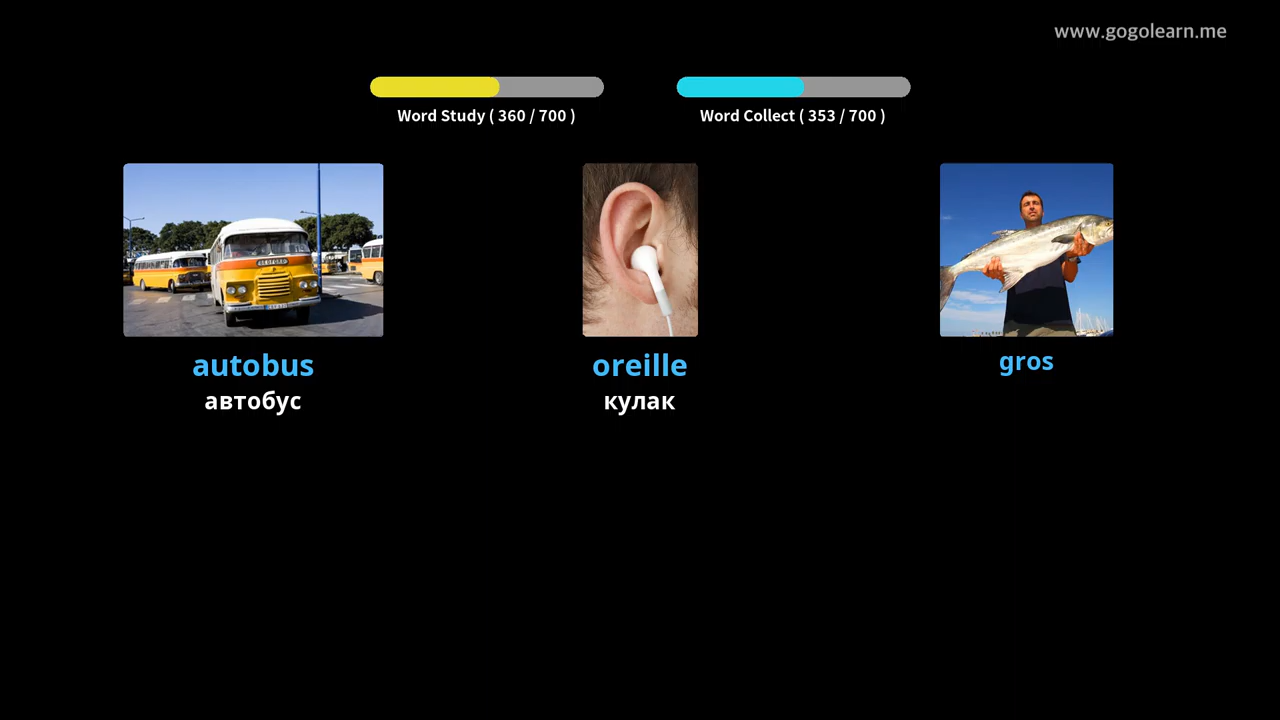 www.gogolearn.me
Word Study ( 360 / 700 )
Word Collect ( 353 / 700 )
autobus
oreille
gros
автобус
кулак